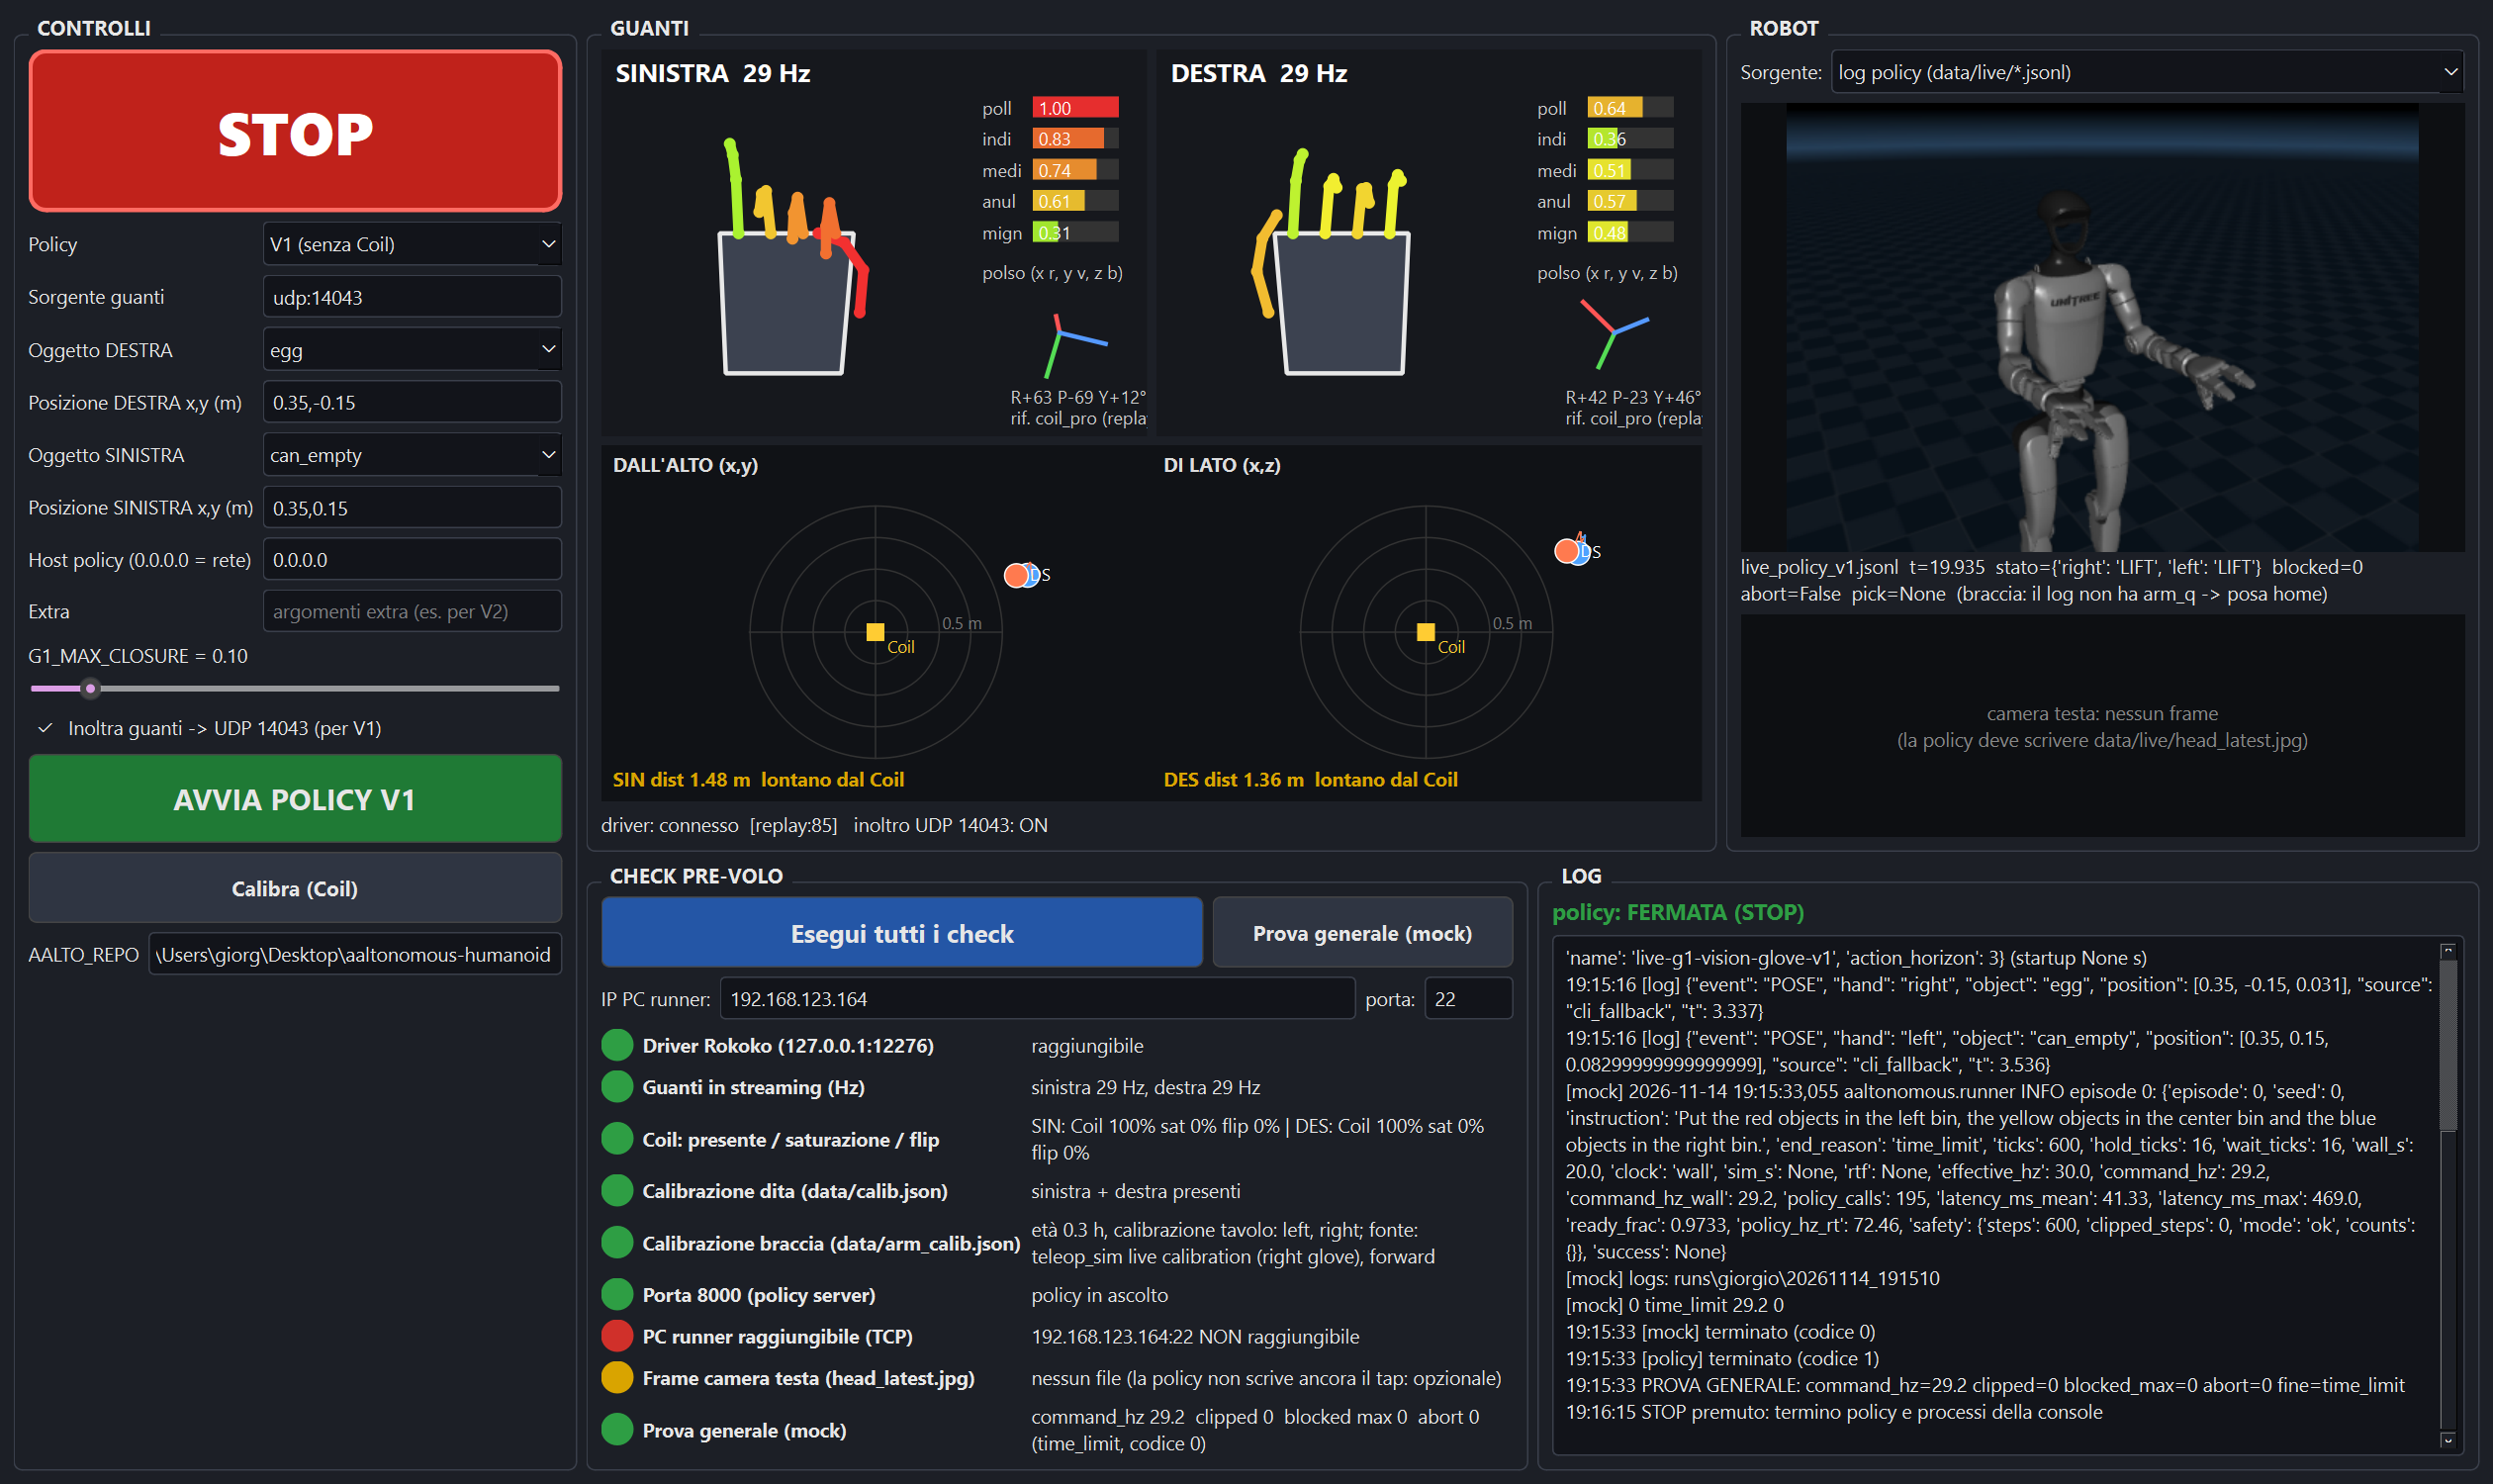 CONTROLLI
STOP
Policy
V1 (senza Coil)
Sorgente guanti
udp:14043
Oggetto DESTRA
egg
Posizione DESTRA x,y (m)
0.35,-0.15
Oggetto SINISTRA
can_empty
Posizione SINISTRA x,y (m)
0.35,0.15
Host policy (0.0.0.0 = rete)
0.0.0.0
Extra
argomenti extra (es. per V2)
G1_MAX_CLOSURE = 0.10
Inoltra guanti -> UDP 14043 (per V1)
AVVIA POLICY V1
Calibra (Coil)
AALTO_REPO
\Users\giorg\Desktop\aaltonomous-humanoid
GUANTI
SINISTRA 29 Hz
poll 1.00
indi 0.83
medi 0.74
anul 0.61
mign 0.31
polso (x r, y v, z b)
R+63 P-69 Y+12°
rif. coil_pro (repla
DESTRA 29 Hz
poll 0.64
indi 0.36
medi 0.51
anul 0.57
mign 0.48
polso (x r, y v, z b)
R+42 P-23 Y+46°
rif. coil_pro (repla
DALL'ALTO (x,y)
DS
0.5 m
Coil
SIN dist 1.48 m lontano dal Coil
DI LATO (x,z)
DS
0.5 m
Coil
DES dist 1.36 m lontano dal Coil
driver: connesso [replay:85] inoltro UDP 14043: ON
ROBOT
Sorgente:
log policy (data/live/*.jsonl)
UNITREE
live_policy_v1.jsonl t=19.935 stato={'right': 'LIFT', 'left': 'LIFT'} blocked=0
abort=False pick=None (braccia: il log non ha arm_q -> posa home)
camera testa: nessun frame
(la policy deve scrivere data/live/head_latest.jpg)
CHECK PRE-VOLO
Esegui tutti i check
Prova generale (mock)
IP PC runner:
192.168.123.164
porta:
22
Driver Rokoko (127.0.0.1:12276)
raggiungibile
Guanti in streaming (Hz)
sinistra 29 Hz, destra 29 Hz
Coil: presente / saturazione / flip
SIN: Coil 100% sat 0% flip 0% | DES: Coil 100% sat 0%
flip 0%
Calibrazione dita (data/calib.json)
sinistra + destra presenti
Calibrazione braccia (data/arm_calib.json)
età 0.3 h, calibrazione tavolo: left, right; fonte:
teleop_sim live calibration (right glove), forward
Porta 8000 (policy server)
policy in ascolto
PC runner raggiungibile (TCP)
192.168.123.164:22 NON raggiungibile
Frame camera testa (head_latest.jpg)
nessun file (la policy non scrive ancora il tap: opzionale)
Prova generale (mock)
command_hz 29.2 clipped 0 blocked max 0 abort 0
(time_limit, codice 0)
LOG
policy: FERMATA (STOP)
'name': 'live-g1-vision-glove-v1', 'action_horizon': 3} (startup None s)
19:15:16 [log] {"event": "POSE", "hand": "right", "object": "egg", "position": [0.35, -0.15, 0.031], "source":
"cli_fallback", "t": 3.337}
19:15:16 [log] {"event": "POSE", "hand": "left", "object": "can_empty", "position": [0.35, 0.15,
0.08299999999999999], "source": "cli_fallback", "t": 3.536}
[mock] 2026-11-14 19:15:33,055 aaltonomous.runner INFO episode 0: {'episode': 0, 'seed': 0,
'instruction': 'Put the red objects in the left bin, the yellow objects in the center bin and the blue
objects in the right bin.', 'end_reason': 'time_limit', 'ticks': 600, 'hold_ticks': 16, 'wait_ticks': 16, 'wall_s':
20.0, 'clock': 'wall', 'sim_s': None, 'rtf': None, 'effective_hz': 30.0, 'command_hz': 29.2,
'command_hz_wall': 29.2, 'policy_calls': 195, 'latency_ms_mean': 41.33, 'latency_ms_max': 469.0,
'ready_frac': 0.9733, 'policy_hz_rt': 72.46, 'safety': {'steps': 600, 'clipped_steps': 0, 'mode': 'ok', 'counts':
{}}, 'success': None}
[mock] logs: runs\giorgio\20261114_191510
[mock] 0 time_limit 29.2 0
19:15:33 [mock] terminato (codice 0)
19:15:33 [policy] terminato (codice 1)
19:15:33 PROVA GENERALE: command_hz=29.2 clipped=0 blocked_max=0 abort=0 fine=time_limit
19:16:15 STOP premuto: termino policy e processi della console